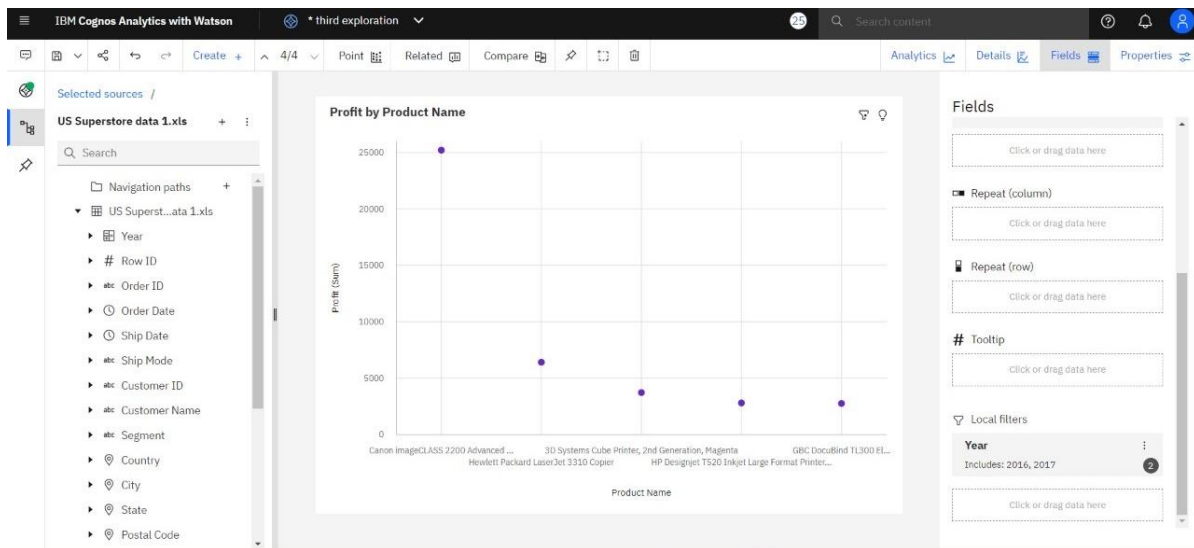 IBM Cognos Analytics with Watson
* third exploration
25
Search content
Create +
4/4
Point
Related
Compare
Analytics
Details
Fields
Properties
Selected sources /
US Superstore data 1.xls
Search
Navigation paths
US Superst...ata 1.xls
Year
# Row ID
abc Order ID
Order Date
Ship Date
abc Ship Mode
abc Customer ID
abc Customer Name
abc Segment
Country
City
State
Postal Code
Profit by Product Name
25000
20000
15000
10000
5000
0
Profit (Sum)
Canon imageCLASS 2200 Advanced ...
Hewlett Packard LaserJet 3310 Copier
3D Systems Cube Printer, 2nd Generation, Magenta
HP Designjet T520 Inkjet Large Format Printer...
GBC DocuBind TL300 El...
Product Name
Fields
Click or drag data here
Repeat (column)
Click or drag data here
Repeat (row)
Click or drag data here
# Tooltip
Click or drag data here
Local filters
Year
Includes: 2016, 2017
2
Click or drag data here